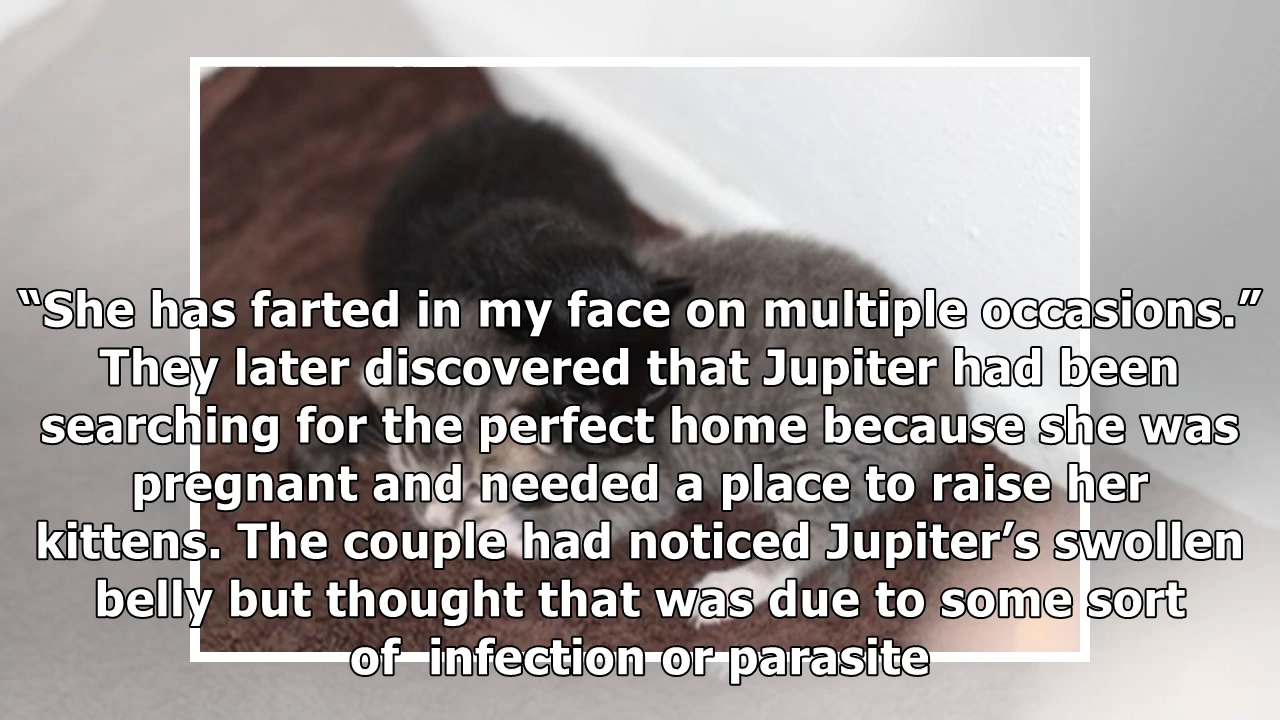 “She has farted in my face on multiple occasions.”
They later discovered that Jupiter had been
searching for the perfect home because she was
pregnant and needed a place to raise her
kittens. The couple had noticed Jupiter’s swollen
belly but thought that was due to some sort
of  infection or parasite